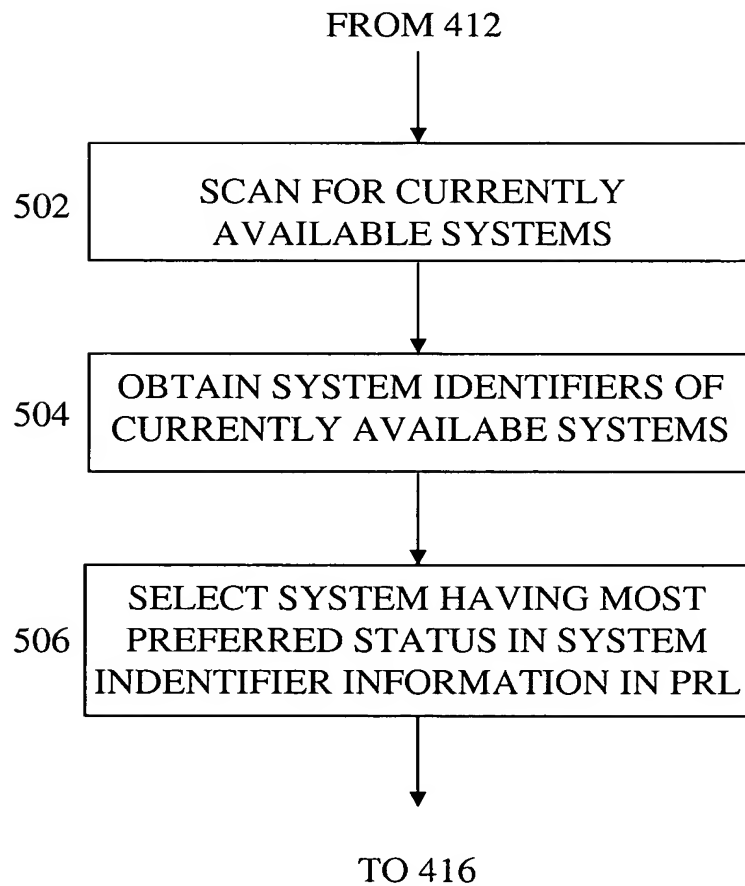 FROM 412
502
SCAN FOR CURRENTLY
AVAILABLE SYSTEMS
504
OBTAIN SYSTEM IDENTIFIERS OF
CURRENTLY AVAILABE SYSTEMS
506
SELECT SYSTEM HAVING MOST
PREFERRED STATUS IN SYSTEM
INDENTIFIER INFORMATION IN PRL
TO 416